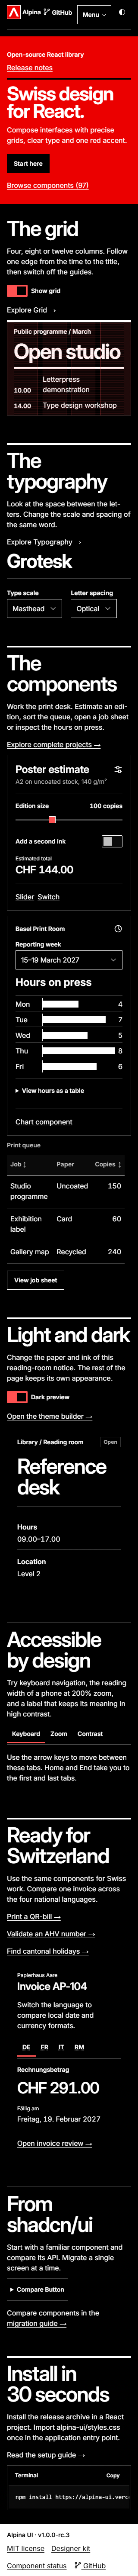 Alpina GitHub Menu
Open-source React library
Release notes
Swiss design
for React.
Compose interfaces with precise
grids, clear type and one red accent.
Start here
Browse components (97)
The grid
Four, eight or twelve columns. Follow
one edge from the time to the title,
then switch off the guides.
Show grid
Explore Grid →
Public programme / March
Open studio
10.00 Letterpress
demonstration
14.00 Type design workshop
The
typography
Look at the space between the let-
ters. Change the scale and spacing of
the same word.
Explore Typography →
Grotesk
Type scale Letter spacing
Masthead Optical
The
components
Work the print desk. Estimate an edi-
tion, sort the queue, open a job sheet
or inspect the hours on press.
Explore complete projects →
Poster estimate
A2 on uncoated stock, 140 g/m²
Edition size 100 copies
Add a second ink
Estimated total
CHF 144.00
Slider Switch
Basel Print Room
Reporting week
15–19 March 2027
Hours on press
Mon 4
Tue 7
Wed 5
Thu 8
Fri 6
▸ View hours as a table
Chart component
Print queue
Job ↕ Paper Copies ↕
Studio Uncoated 150
programme
Exhibition Card 60
label
Gallery map Recycled 240
View job sheet
Light and dark
Change the paper and ink of this
reading-room notice. The rest of the
page keeps its own appearance.
Dark preview
Open the theme builder →
Library / Reading room Open
Reference
desk
Hours
09.00–17.00
Location
Level 2
Accessible
by design
Try keyboard navigation, the reading
width of a phone at 200% zoom,
and a label that keeps its meaning in
high contrast.
Keyboard Zoom Contrast
Use the arrow keys to move between
these tabs. Home and End take you to
the first and last tabs.
Ready for
Switzerland
Use the same components for Swiss
work. Compare one invoice across
four national languages.
Print a QR-bill →
Validate an AHV number →
Find cantonal holidays →
Papierhaus Aare
Invoice AP-104
Switch the language to
compare local date and
currency formats.
DE FR IT RM
Rechnungsbetrag
CHF 291.00
Fällig am
Freitag, 19. Februar 2027
Open invoice review →
From
shadcn/ui
Start with a familiar component and
compare its API. Migrate a single
screen at a time.
▸ Compare Button
Compare components in the
migration guide →
Install in
30 seconds
Install the release archive in a React
project. Import alpina-ui/styles.css
once in the application entry point.
Read the setup guide →
Terminal Copy
npm install https://alpina-ui.verc
Alpina UI · v1.0.0-rc.3
MIT license Designer kit
Component status GitHub